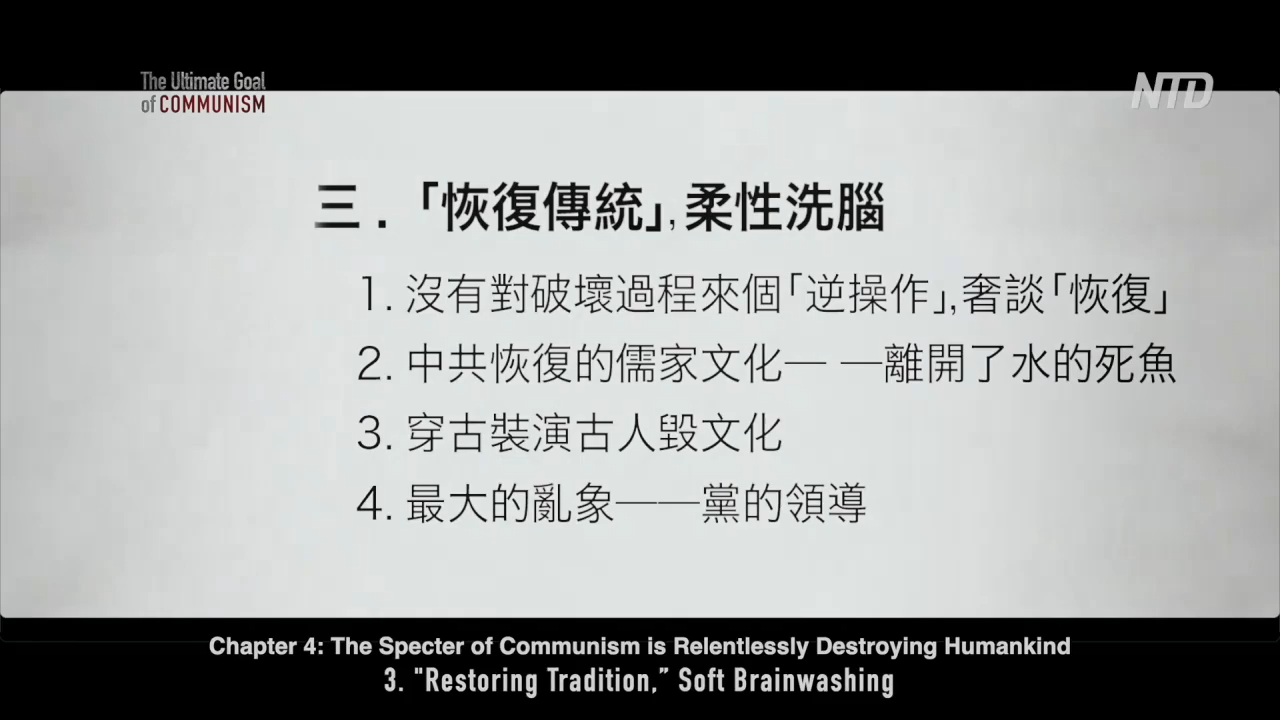 The Ultimate Goal
of COMMUNISM
NTD
三.「恢復傳統」,柔性洗腦
1. 沒有對破壞過程來個「逆操作」,奢談「恢復」
2. 中共恢復的儒家文化— —離開了水的死魚
3. 穿古裝演古人毀文化
4. 最大的亂象——黨的領導
Chapter 4: The Specter of Communism is Relentlessly Destroying Humankind
3. "Restoring Tradition,” Soft Brainwashing